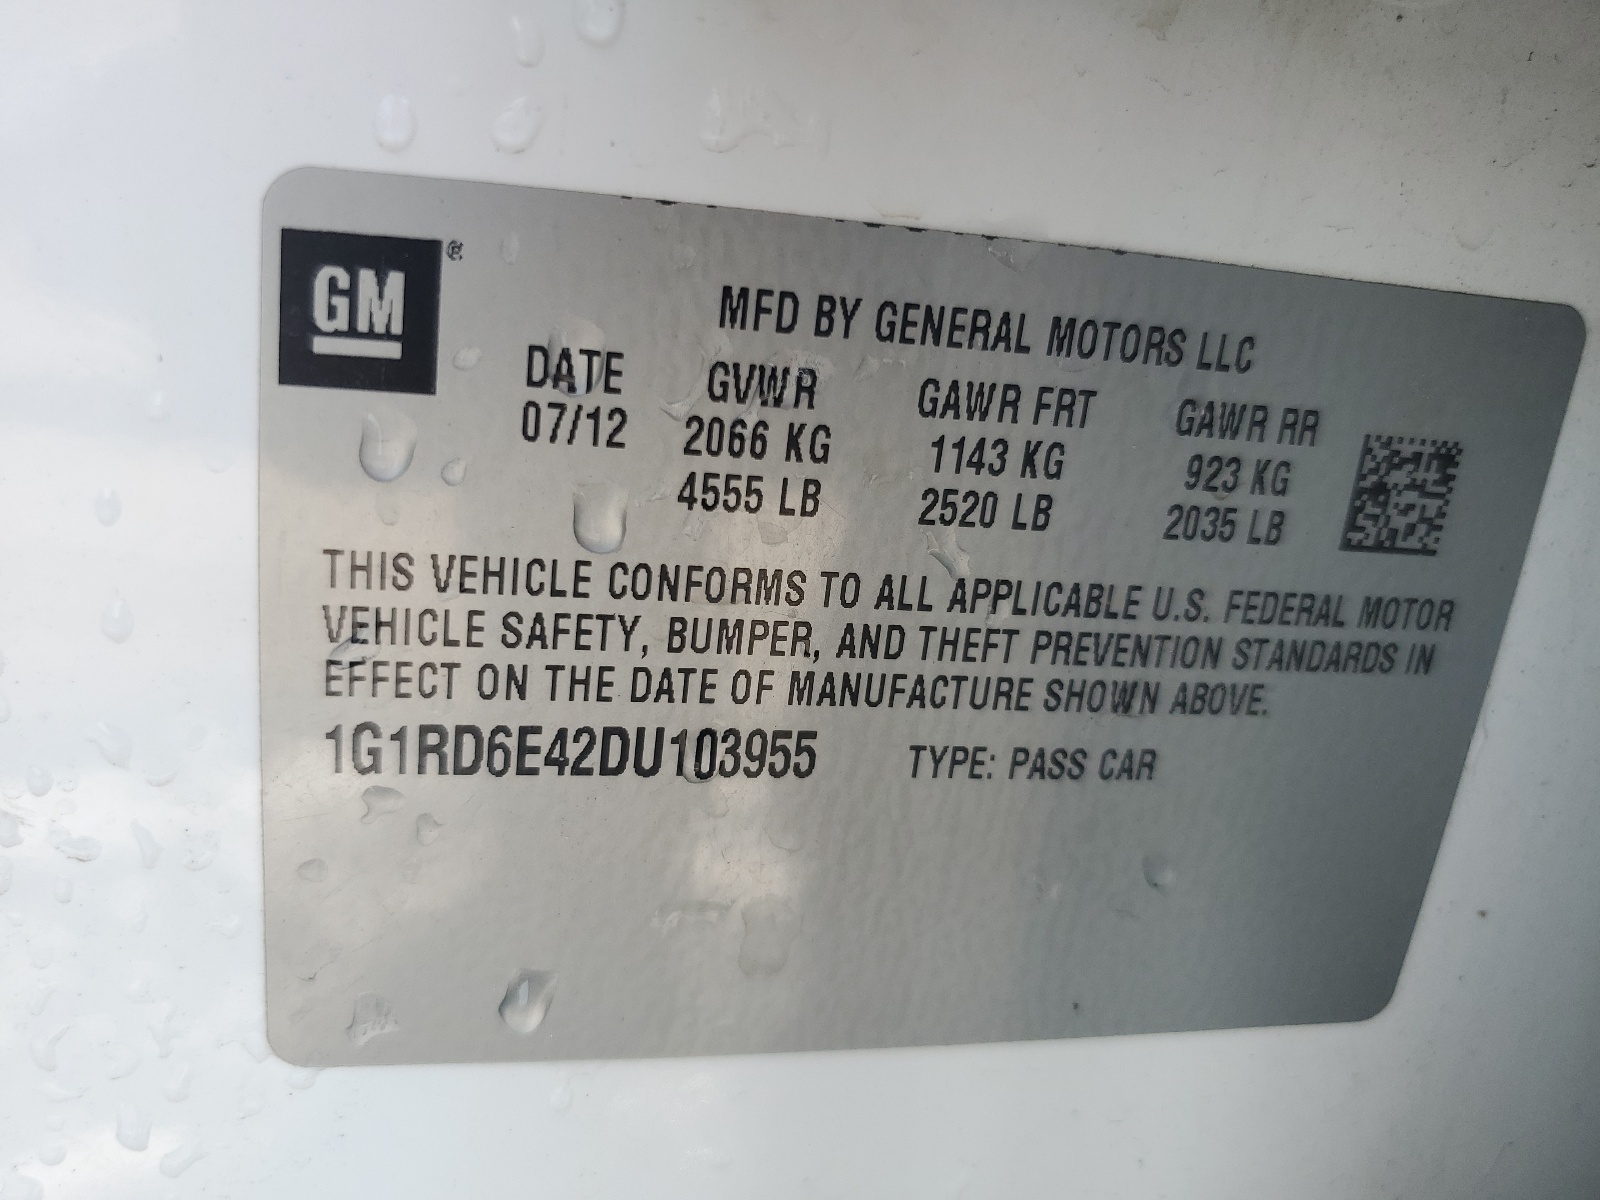 GM ®
MFD BY GENERAL MOTORS LLC
DATE GVWR GAWR FRT GAWR RR
07/12 2066 KG 1143 KG 923 KG
4555 LB 2520 LB 2035 LB
THIS VEHICLE CONFORMS TO ALL APPLICABLE U.S. FEDERAL MOTOR
VEHICLE SAFETY, BUMPER, AND THEFT PREVENTION STANDARDS IN
EFFECT ON THE DATE OF MANUFACTURE SHOWN ABOVE.
1G1RD6E42DU103955 TYPE: PASS CAR